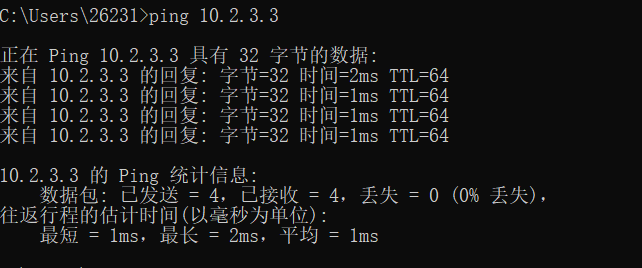 C:\Users\26231>ping 10.2.3.3
正在 Ping 10.2.3.3 具有 32 字节的数据:
来自 10.2.3.3 的回复: 字节=32 时间=2ms TTL=64
来自 10.2.3.3 的回复: 字节=32 时间=1ms TTL=64
来自 10.2.3.3 的回复: 字节=32 时间=1ms TTL=64
来自 10.2.3.3 的回复: 字节=32 时间=1ms TTL=64
10.2.3.3 的 Ping 统计信息:
数据包: 已发送 = 4，已接收 = 4，丢失 = 0 (0% 丢失)，
往返行程的估计时间(以毫秒为单位):
最短 = 1ms，最长 = 2ms，平均 = 1ms